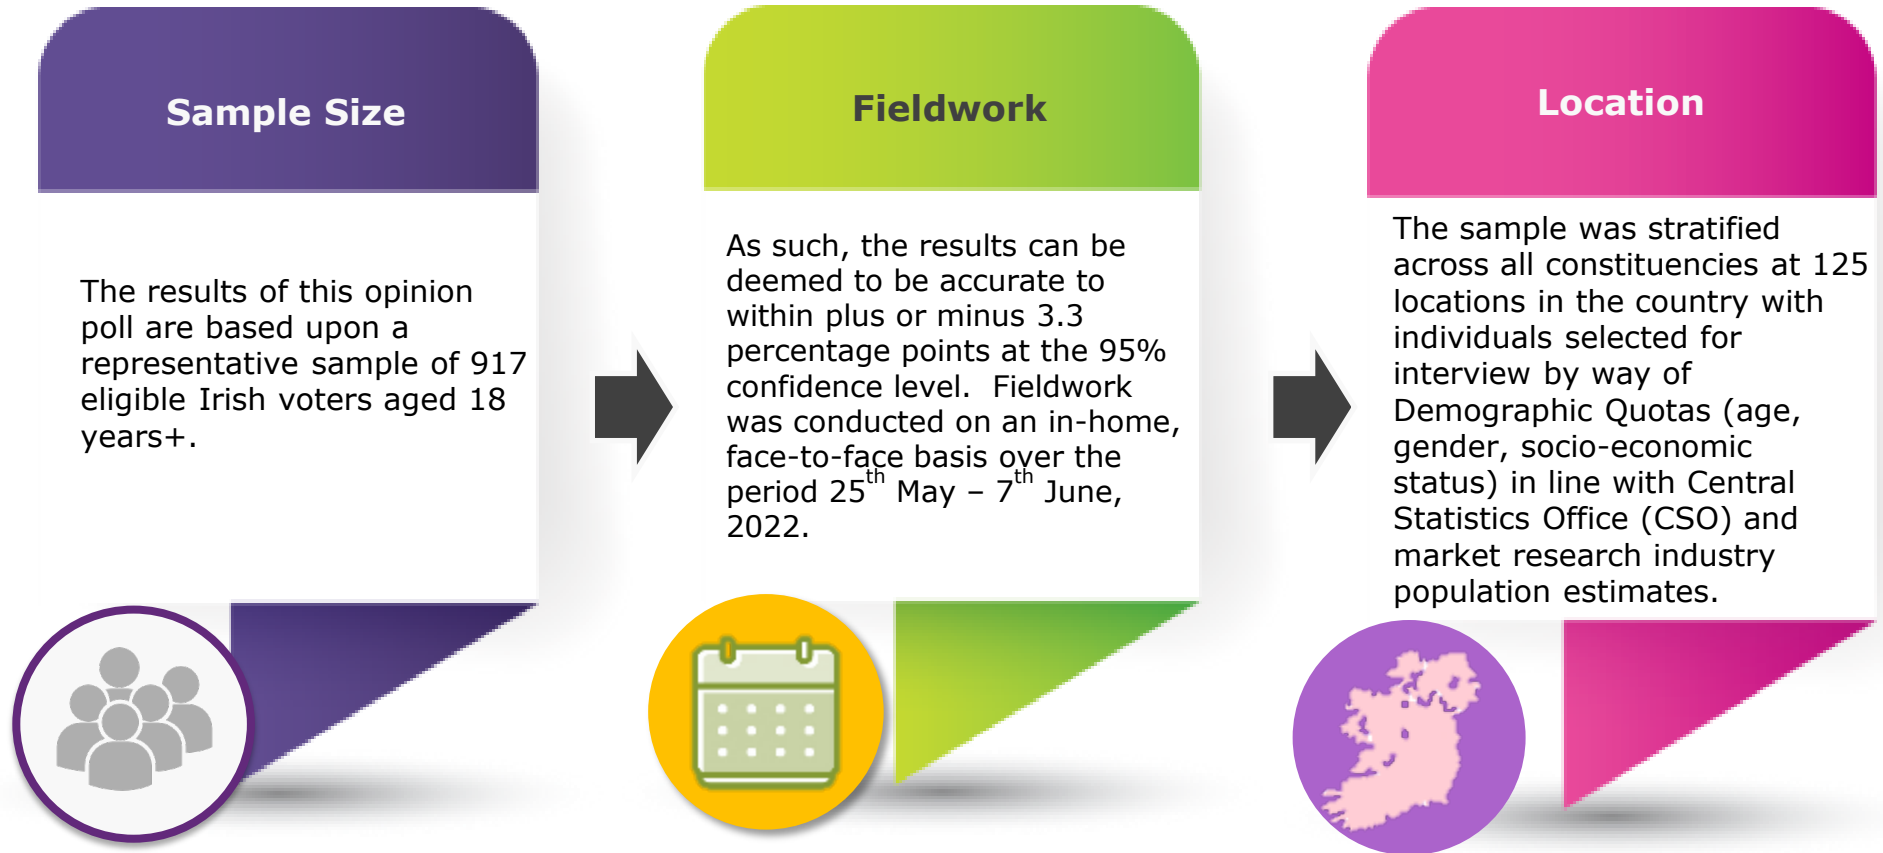 Sample Size
The results of this opinion
poll are based upon a
representative sample of 917
eligible Irish voters aged 18
years+.
Fieldwork
As such, the results can be
deemed to be accurate to
within plus or minus 3.3
percentage points at the 95%
confidence level.  Fieldwork
was conducted on an in-home,
face-to-face basis over the
period 25th May – 7th June,
2022.
Location
The sample was stratified
across all constituencies at 125
locations in the country with
individuals selected for
interview by way of
Demographic Quotas (age,
gender, socio-economic
status) in line with Central
Statistics Office (CSO) and
market research industry
population estimates.